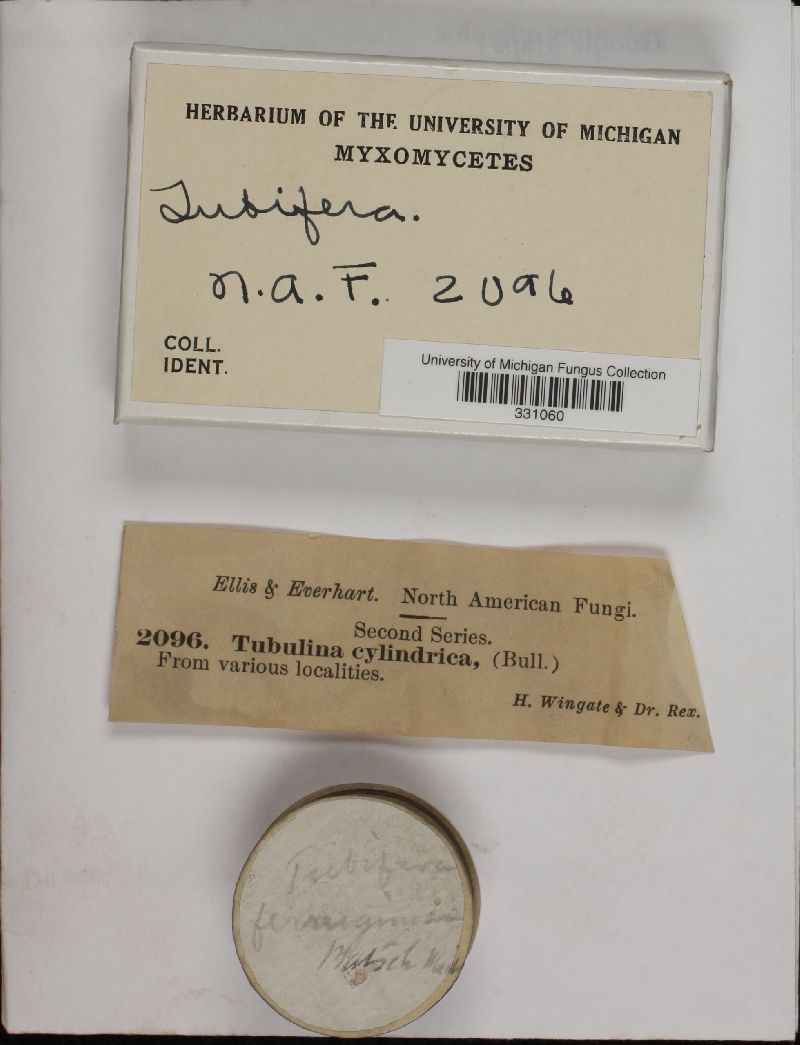 HERBARIUM OF THE UNIVERSITY OF MICHIGAN
MYXOMYCETES
Tubifera.
N.A.F. 2096
COLL.
IDENT.
University of Michigan Fungus Collection
331060
Ellis & Everhart. North American Fungi.
Second Series.
2096. Tubulina cylindrica, (Bull.)
From various localities.
H. Wingate & Dr. Rex.
Tubifera
Batsch